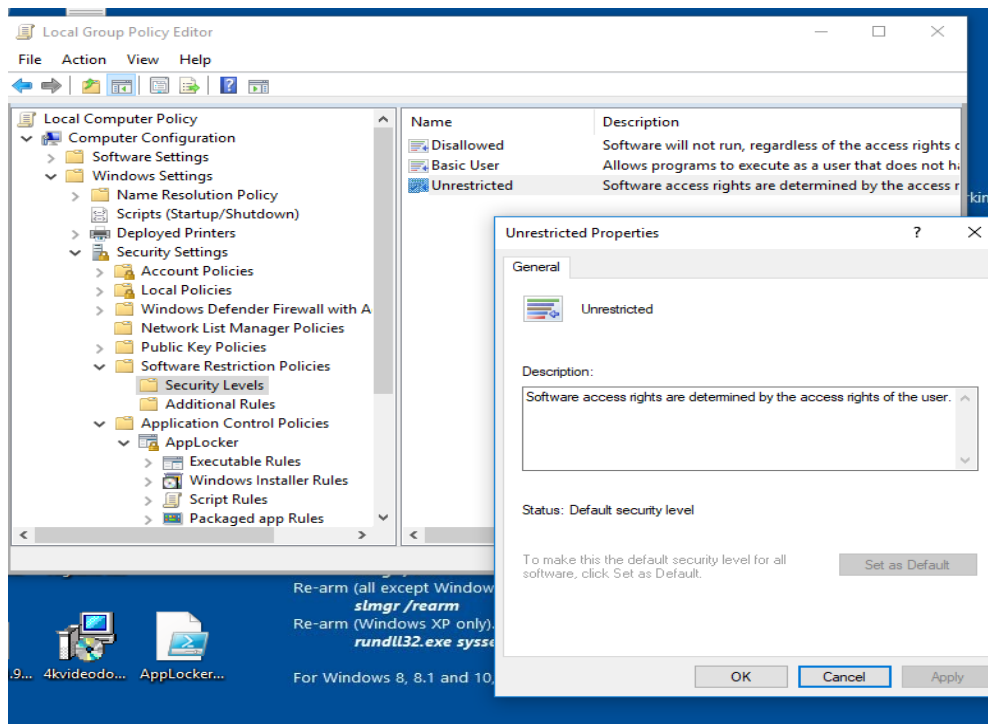 Local Group Policy Editor
File Action View Help
Local Computer Policy
Computer Configuration
Software Settings
Windows Settings
Name Resolution Policy
Scripts (Startup/Shutdown)
Deployed Printers
Security Settings
Account Policies
Local Policies
Windows Defender Firewall with A
Network List Manager Policies
Public Key Policies
Software Restriction Policies
Security Levels
Additional Rules
Application Control Policies
AppLocker
Executable Rules
Windows Installer Rules
Script Rules
Packaged app Rules
Name Description
Disallowed Software will not run, regardless of the access rights
Basic User Allows programs to execute as a user that does not
Unrestricted Software access rights are determined by the access
Unrestricted Properties
General
Unrestricted
Description:
Software access rights are determined by the access rights of the user.
Status: Default security level
To make this the default security level for all
software, click Set as Default.
Set as Default
OK Cancel Apply
Re-arm (all except Window
slmgr /rearm
Re-arm (Windows XP only).
rundll32.exe sysse
For Windows 8, 8.1 and 10,
.9... 4kvideodo... AppLocker...